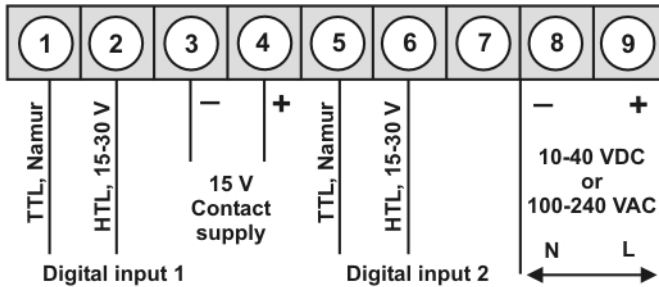 1 2 3 4 5 6 7 8 9
TTL, Namur
HTL, 15-30 V
− +
15 V
Contact
supply
Digital input 1
TTL, Namur
HTL, 15-30 V
Digital input 2
− +
10-40 VDC
or
100-240 VAC
N L